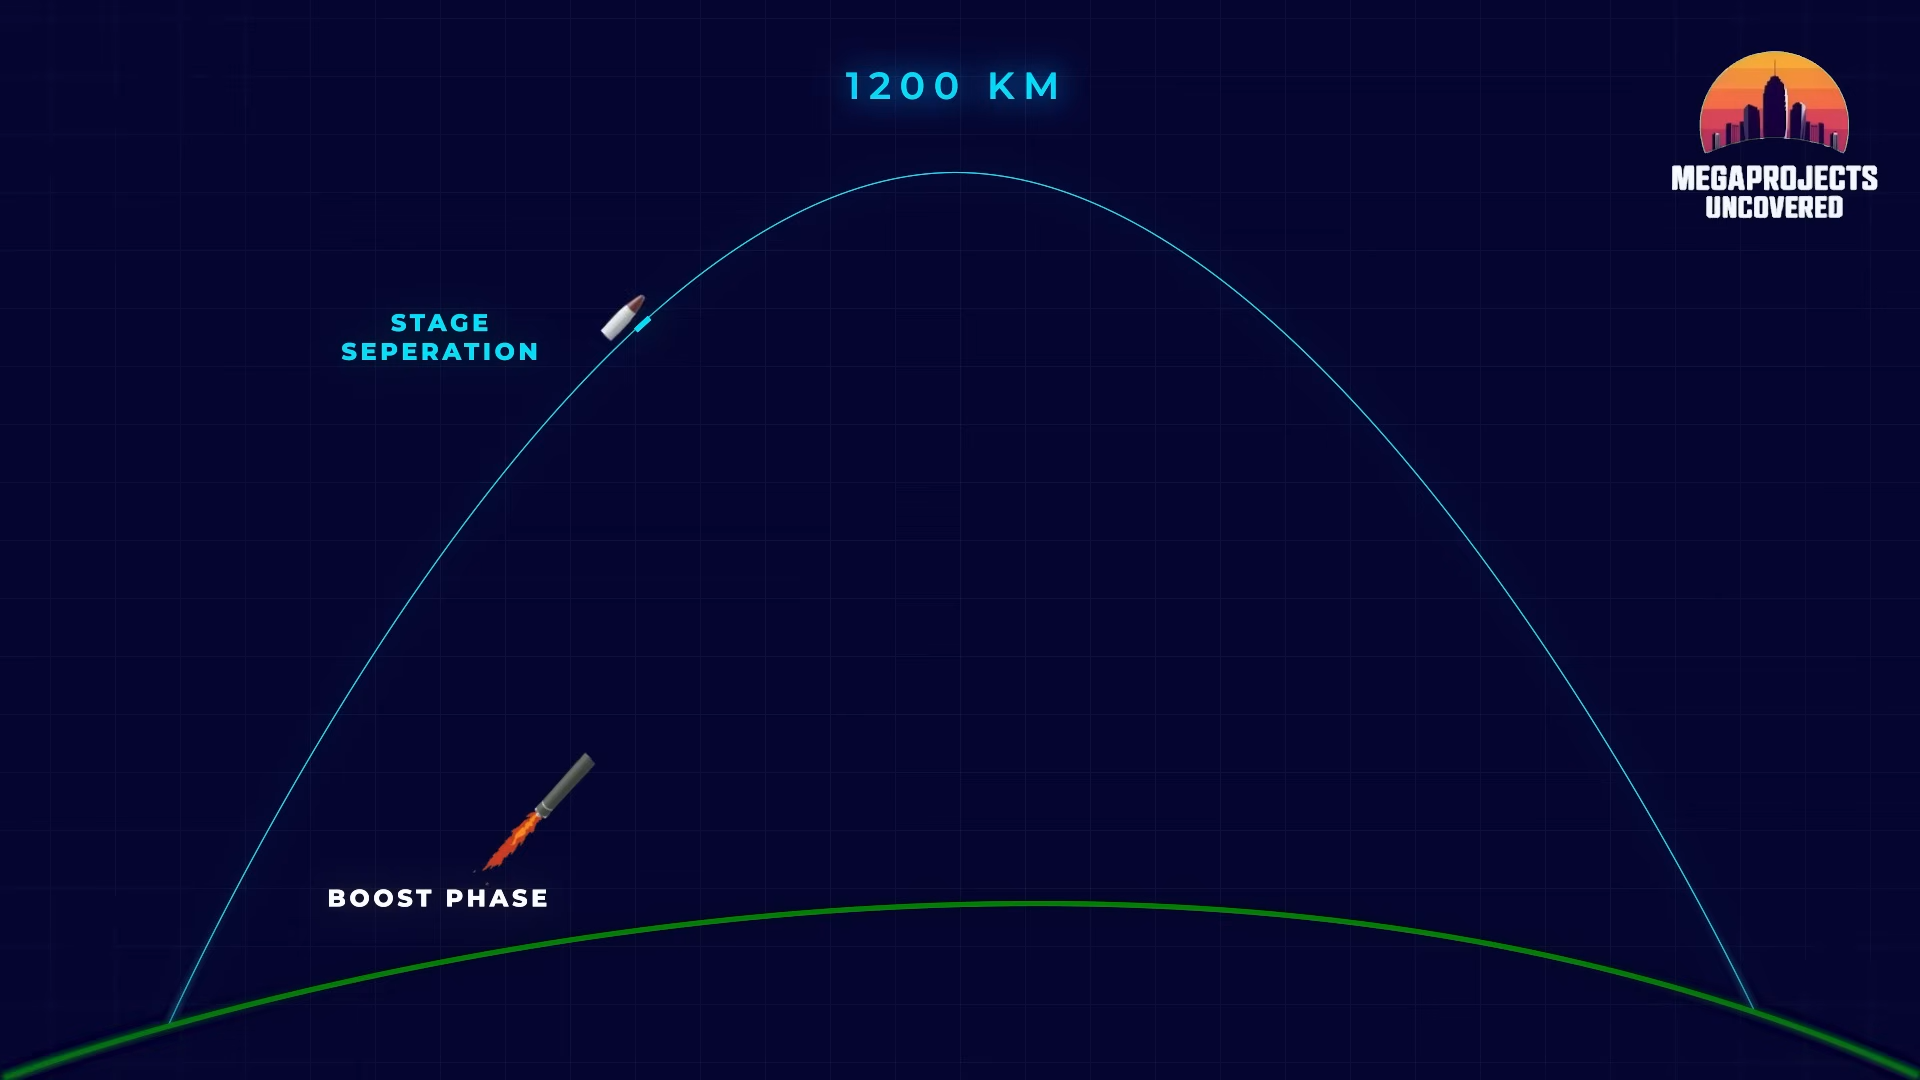 1200 KM
MEGAPROJECTS
UNCOVERED
STAGE
SEPERATION
BOOST PHASE